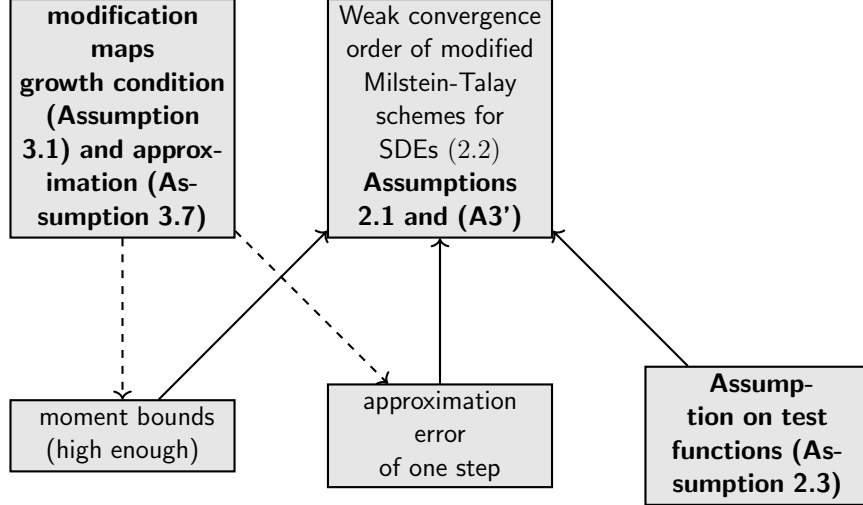 modification
maps
growth condition
(Assumption
3.1) and approx-
imation (As-
sumption 3.7)
Weak convergence
order of modified
Milstein-Talay
schemes for
SDEs (2.2)
Assumptions
2.1 and (A3')
moment bounds
(high enough)
approximation
error
of one step
Assump-
tion on test
functions (As-
sumption 2.3)